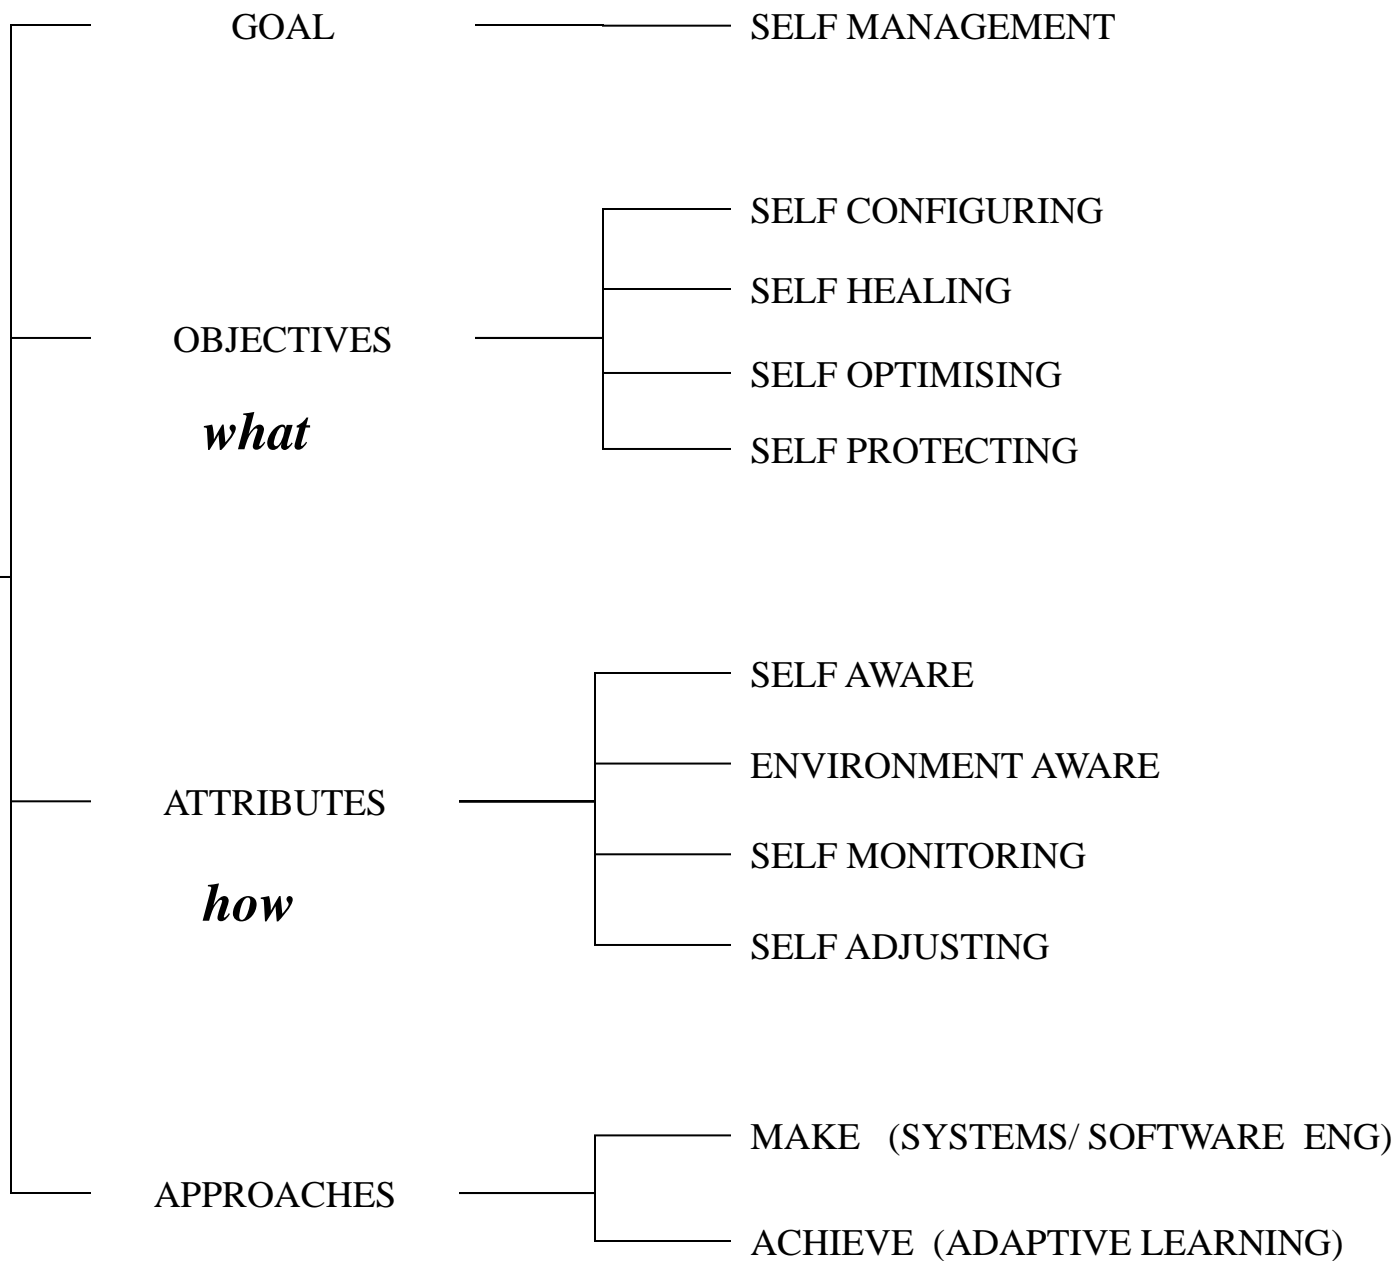 GOAL
SELF MANAGEMENT
OBJECTIVES
what
SELF CONFIGURING
SELF HEALING
SELF OPTIMISING
SELF PROTECTING
ATTRIBUTES
how
SELF AWARE
ENVIRONMENT AWARE
SELF MONITORING
SELF ADJUSTING
APPROACHES
MAKE (SYSTEMS/ SOFTWARE ENG)
ACHIEVE (ADAPTIVE LEARNING)